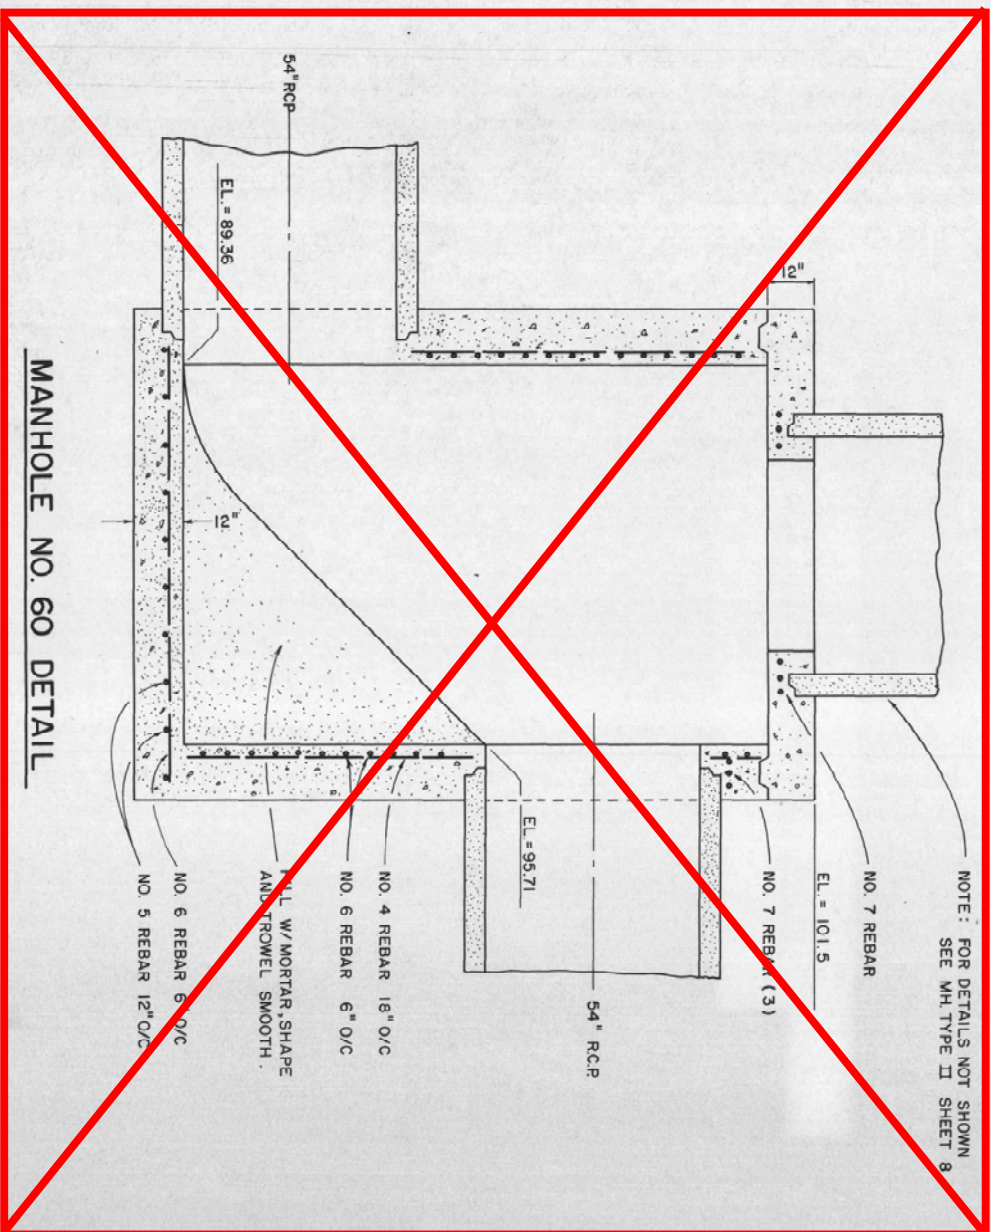 NOTE: FOR DETAILS NOT SHOWN
SEE MH. TYPE II SHEET 8
NO. 7 REBAR
EL. = 101.5
NO. 7 REBAR (3)
12"
54" R.C.P.
EL. = 95.71
NO. 4 REBAR 18" O/C
NO. 6 REBAR 6" O/C
FILL W/MORTAR, SHAPE
AND TROWEL SMOOTH.
NO. 6 REBAR 6" O/C
NO. 5 REBAR 12" O/C
54" RCP
EL. = 89.36
12"
MANHOLE NO. 60 DETAIL